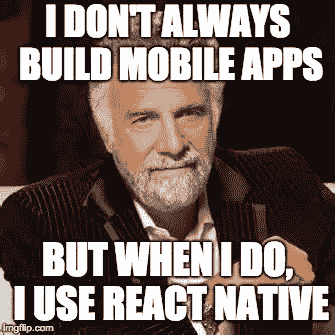 I DON'T ALWAYS
BUILD MOBILE APPS
BUT WHEN I DO,
I USE REACT NATIVE
imgflip.com